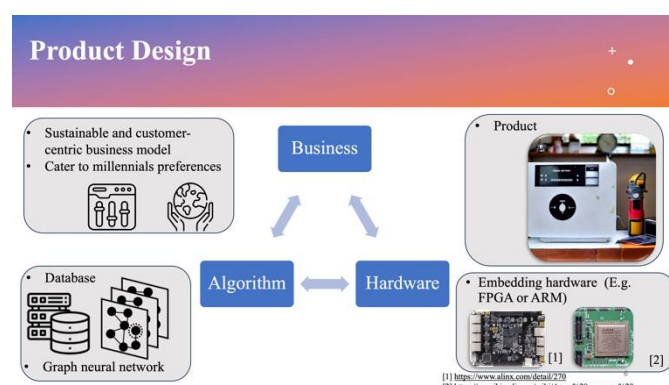 Product Design
• Sustainable and customer-
centric business model
• Cater to millennials preferences
Business
• Product
Algorithm
Hardware
• Database
• Graph neural network
• Embedding hardware (E.g.
FPGA or ARM)
[1]
[2]
[1] https://www.alinx.com/detail/270